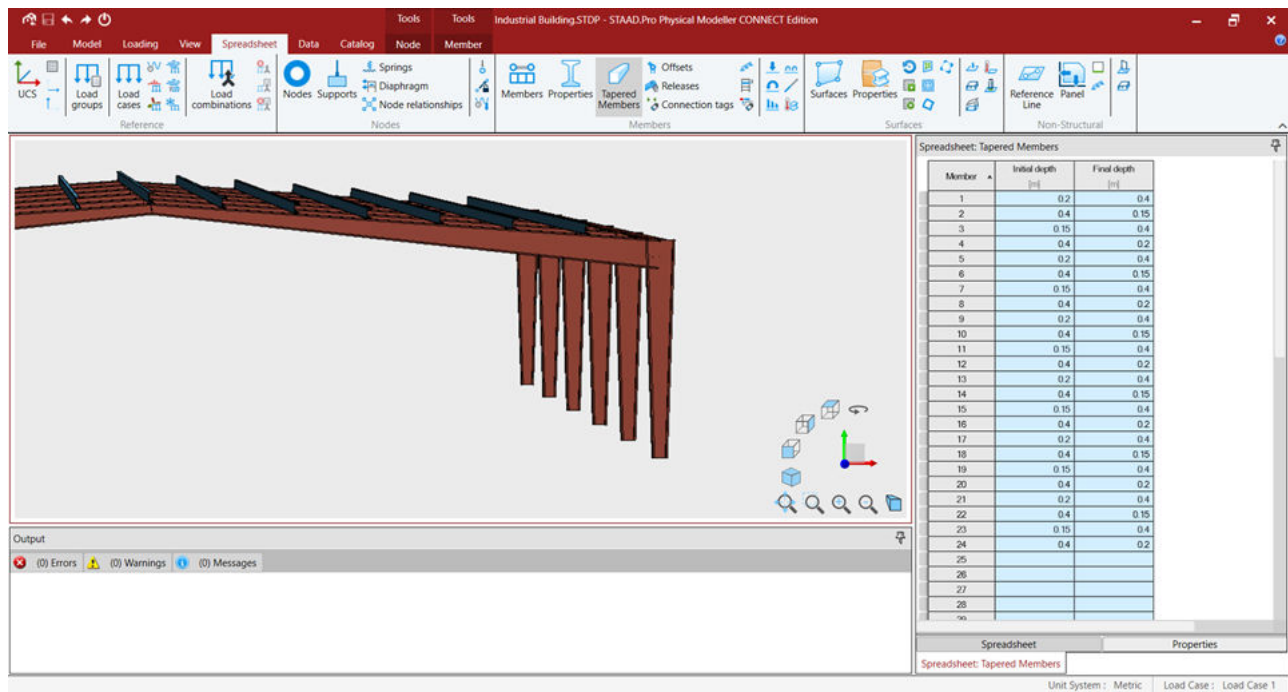 Tools Tools Industrial Building.STDP - STAAD.Pro Physical Modeller CONNECT Edition
File Model Loading View Spreadsheet Data Catalog Node Member
UCS Load groups Load cases Load combinations Nodes Supports Springs Diaphragm Node relationships Members Properties Tapered Members Offsets Releases Connection tags Surfaces Properties Reference Line Panel
Reference Nodes Members Surfaces Non-Structural
Spreadsheet: Tapered Members
Member Initial depth Final depth
[m] [m]
1 0.2 0.4
2 0.4 0.15
3 0.15 0.4
4 0.4 0.2
5 0.2 0.4
6 0.4 0.15
7 0.15 0.4
8 0.4 0.2
9 0.2 0.4
10 0.4 0.15
11 0.15 0.4
12 0.4 0.2
13 0.2 0.4
14 0.4 0.15
15 0.15 0.4
16 0.4 0.2
17 0.2 0.4
18 0.4 0.15
19 0.15 0.4
20 0.4 0.2
21 0.2 0.4
22 0.4 0.15
23 0.15 0.4
24 0.4 0.2
25
26
27
28
Output
(0) Errors (0) Warnings (0) Messages
Spreadsheet Properties
Spreadsheet: Tapered Members
Unit System : Metric Load Case : Load Case 1